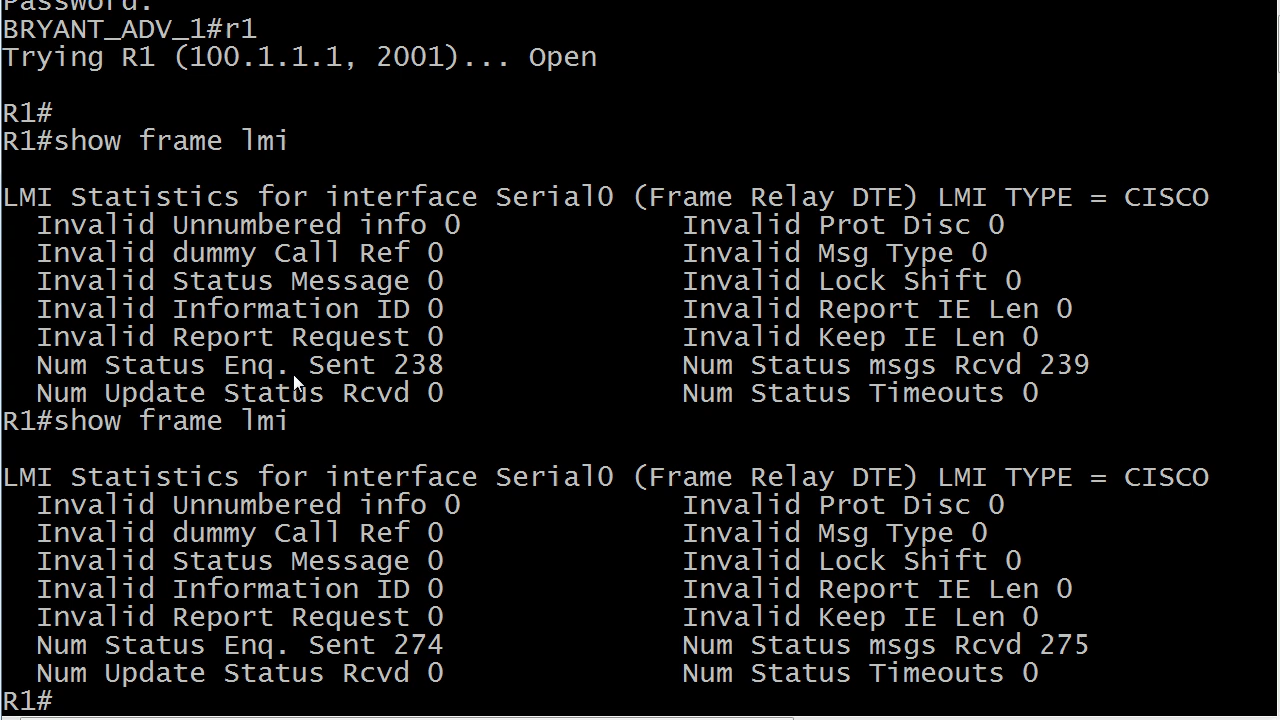 Password:
BRYANT_ADV_1#r1
Trying R1 (100.1.1.1, 2001)... Open
R1#
R1#show frame lmi
LMI Statistics for interface Serial0 (Frame Relay DTE) LMI TYPE = CISCO
Invalid Unnumbered info 0 Invalid Prot Disc 0
Invalid dummy Call Ref 0 Invalid Msg Type 0
Invalid Status Message 0 Invalid Lock Shift 0
Invalid Information ID 0 Invalid Report IE Len 0
Invalid Report Request 0 Invalid Keep IE Len 0
Num Status Enq. Sent 238 Num Status msgs Rcvd 239
Num Update Status Rcvd 0 Num Status Timeouts 0
R1#show frame lmi
LMI Statistics for interface Serial0 (Frame Relay DTE) LMI TYPE = CISCO
Invalid Unnumbered info 0 Invalid Prot Disc 0
Invalid dummy Call Ref 0 Invalid Msg Type 0
Invalid Status Message 0 Invalid Lock Shift 0
Invalid Information ID 0 Invalid Report IE Len 0
Invalid Report Request 0 Invalid Keep IE Len 0
Num Status Enq. Sent 274 Num Status msgs Rcvd 275
Num Update Status Rcvd 0 Num Status Timeouts 0
R1#